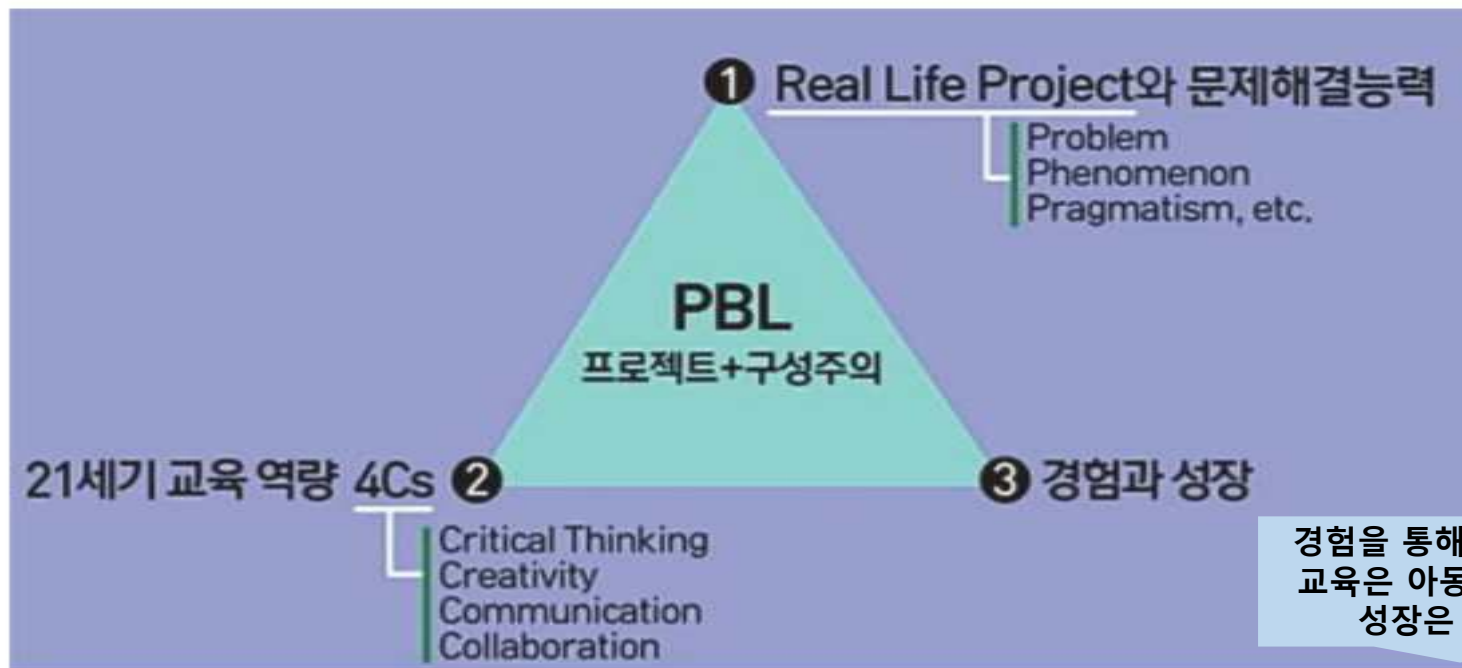 ❶ Real Life Project와 문제해결능력
Problem
Phenomenon
Pragmatism, etc.
PBL
프로젝트+구성주의
21세기 교육 역량 4Cs ❷
Critical Thinking
Creativity
Communication
Collaboration
❸ 경험과 성장
경험을 통해
교육은 아동
성장은